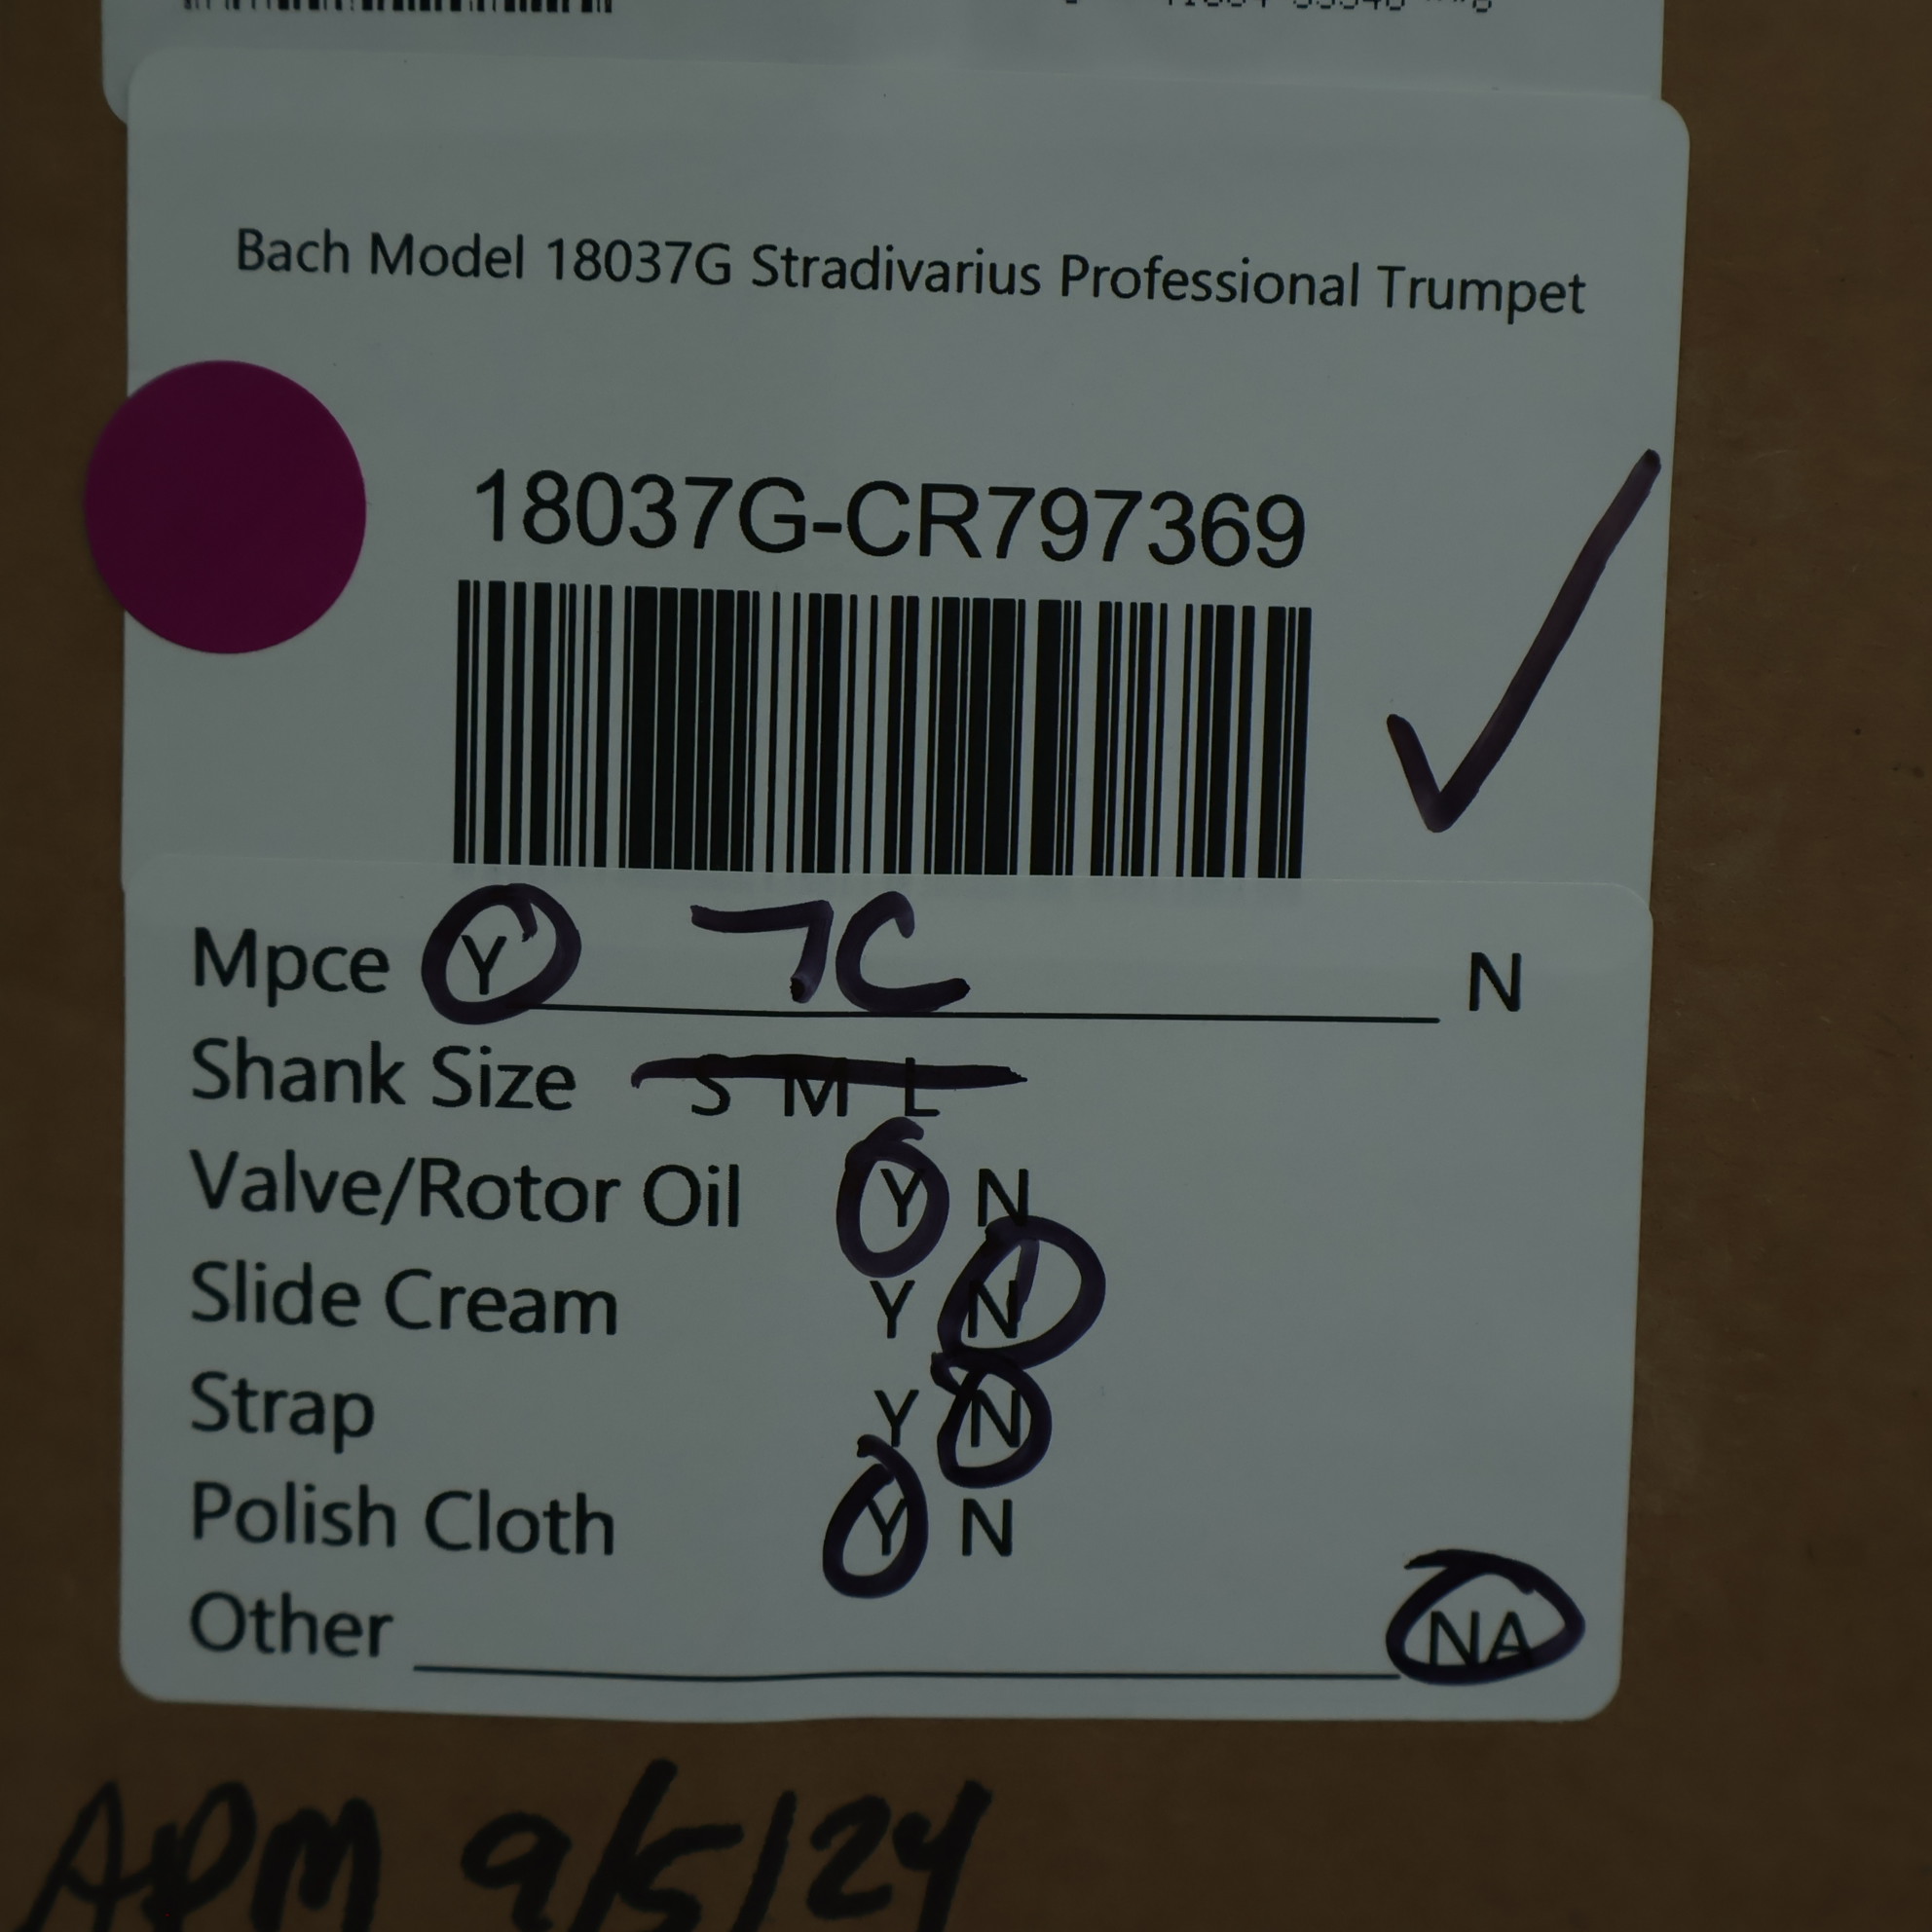 Bach Model 18037G Stradivarius Professional Trumpet
18037G-CR797369
Mpce Y 7C N
Shank Size S M L
Valve/Rotor Oil Y N
Slide Cream Y N
Strap Y N
Polish Cloth Y N
Other NA
APM 9/5/24